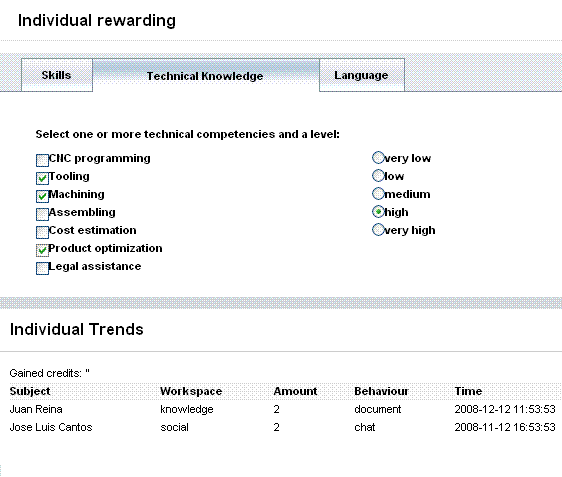 Individual rewarding
Skills Technical Knowledge Language
Select one or more technical competencies and a level:
CNC programming very low
Tooling low
Machining medium
Assembling high
Cost estimation very high
Product optimization
Legal assistance
Individual Trends
Gained credits: "
Subject Workspace Amount Behaviour Time
Juan Reina knowledge 2 document 2008-12-12 11:53:53
Jose Luis Cantos social 2 chat 2008-11-12 16:53:53